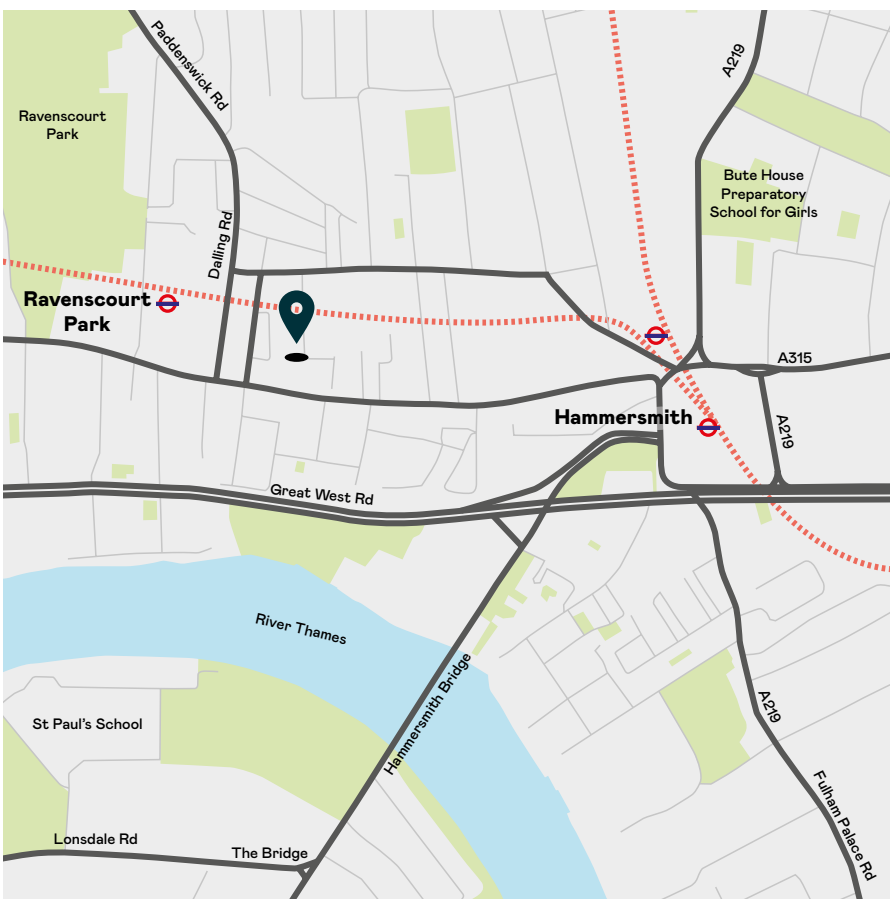 Paddenswick Rd
A219
Ravenscourt
Park
Bute House
Preparatory
School for Girls
Dalling Rd
Ravenscourt
Park
A315
Hammersmith
A219
Great West Rd
River Thames
Hammersmith Bridge
St Paul's School
A219
Fulham Palace Rd
Lonsdale Rd
The Bridge